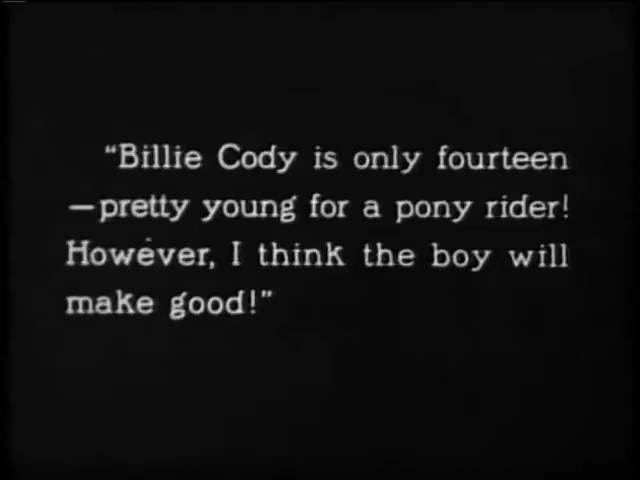 "Billie Cody is only fourteen
—pretty young for a pony rider!
However, I think the boy will
make good!"